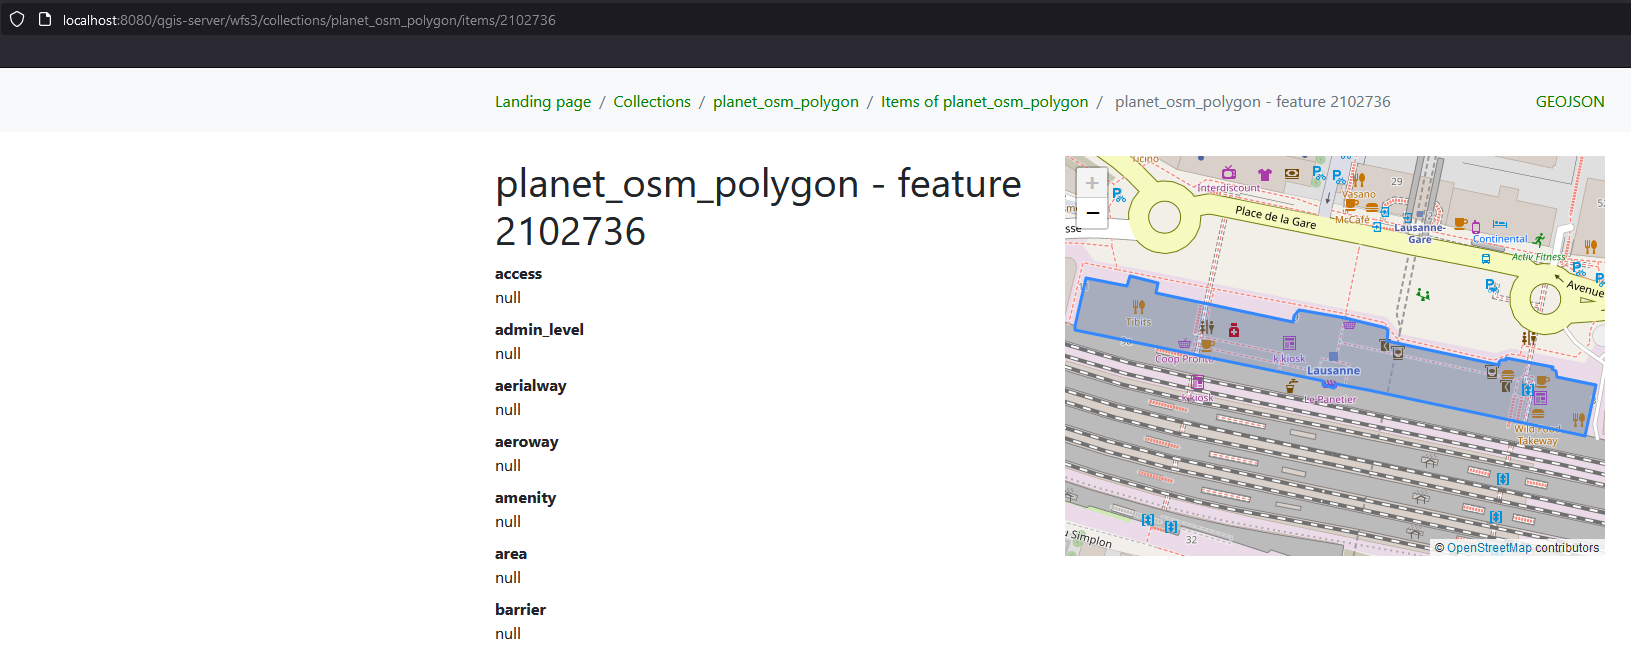 localhost:8080/qgis-server/wfs3/collections/planet_osm_polygon/items/2102736
Landing page / Collections / planet_osm_polygon / Items of planet_osm_polygon / planet_osm_polygon - feature 2102736
GEOJSON
planet_osm_polygon - feature
2102736
access
null
admin_level
null
aerialway
null
aeroway
null
amenity
null
area
null
barrier
null
+
−
Interdiscount
29
Vasano
McCafé
Place de la Gare
Lausanne-
Gare
Continental
Activ Fitness
Avenue
Tibits
Coop Pronto
k kiosk
Lausanne
k kiosk
Le Panetier
Takeway
u Simplon
32
© OpenStreetMap contributors